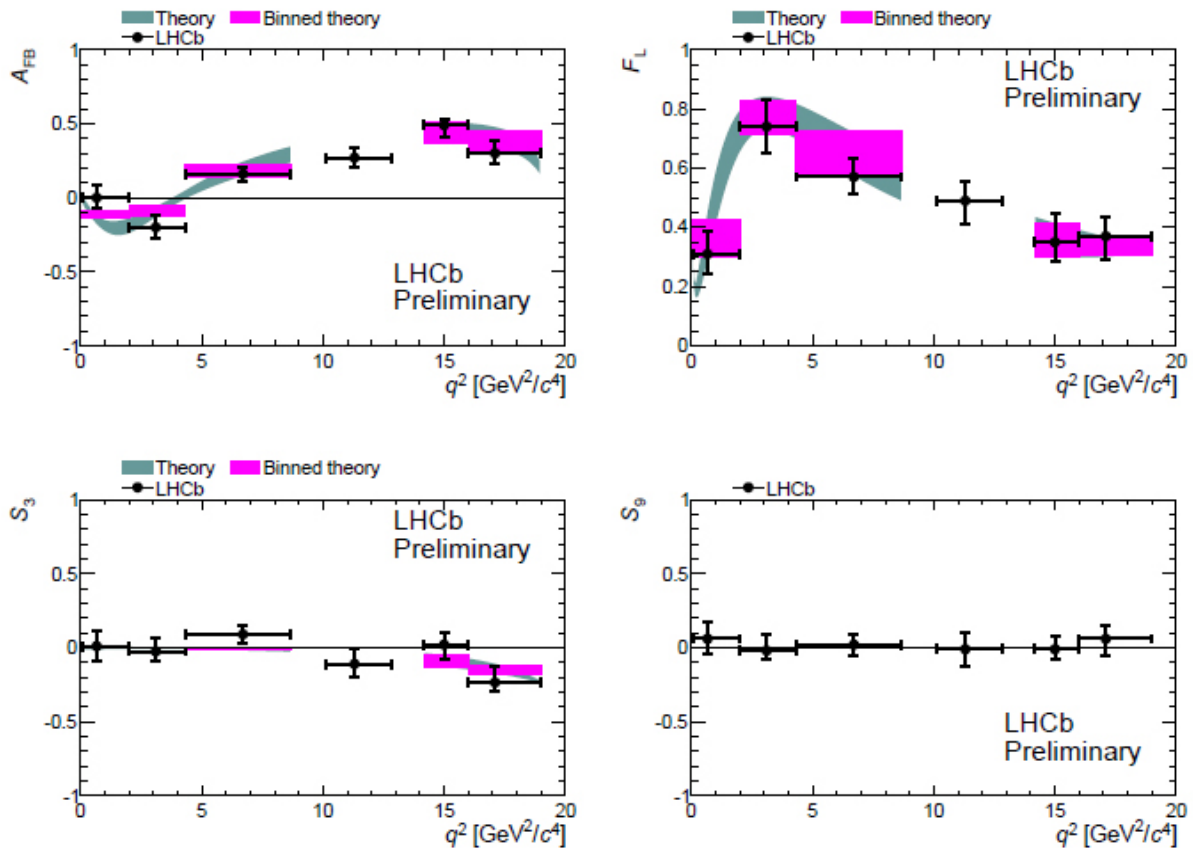 Theory Binned theory
LHCb
A_FB
1
0.5
0
-0.5
-1
LHCb
Preliminary
0 5 10 15 20
q² [GeV²/c⁴]
Theory Binned theory
LHCb
F_L
1
0.8
0.6
0.4
0.2
0
LHCb
Preliminary
0 5 10 15 20
q² [GeV²/c⁴]
Theory Binned theory
LHCb
S_3
1
0.5
0
-0.5
-1
LHCb
Preliminary
0 5 10 15 20
q² [GeV²/c⁴]
LHCb
S_9
1
0.5
0
-0.5
-1
LHCb
Preliminary
0 5 10 15 20
q² [GeV²/c⁴]